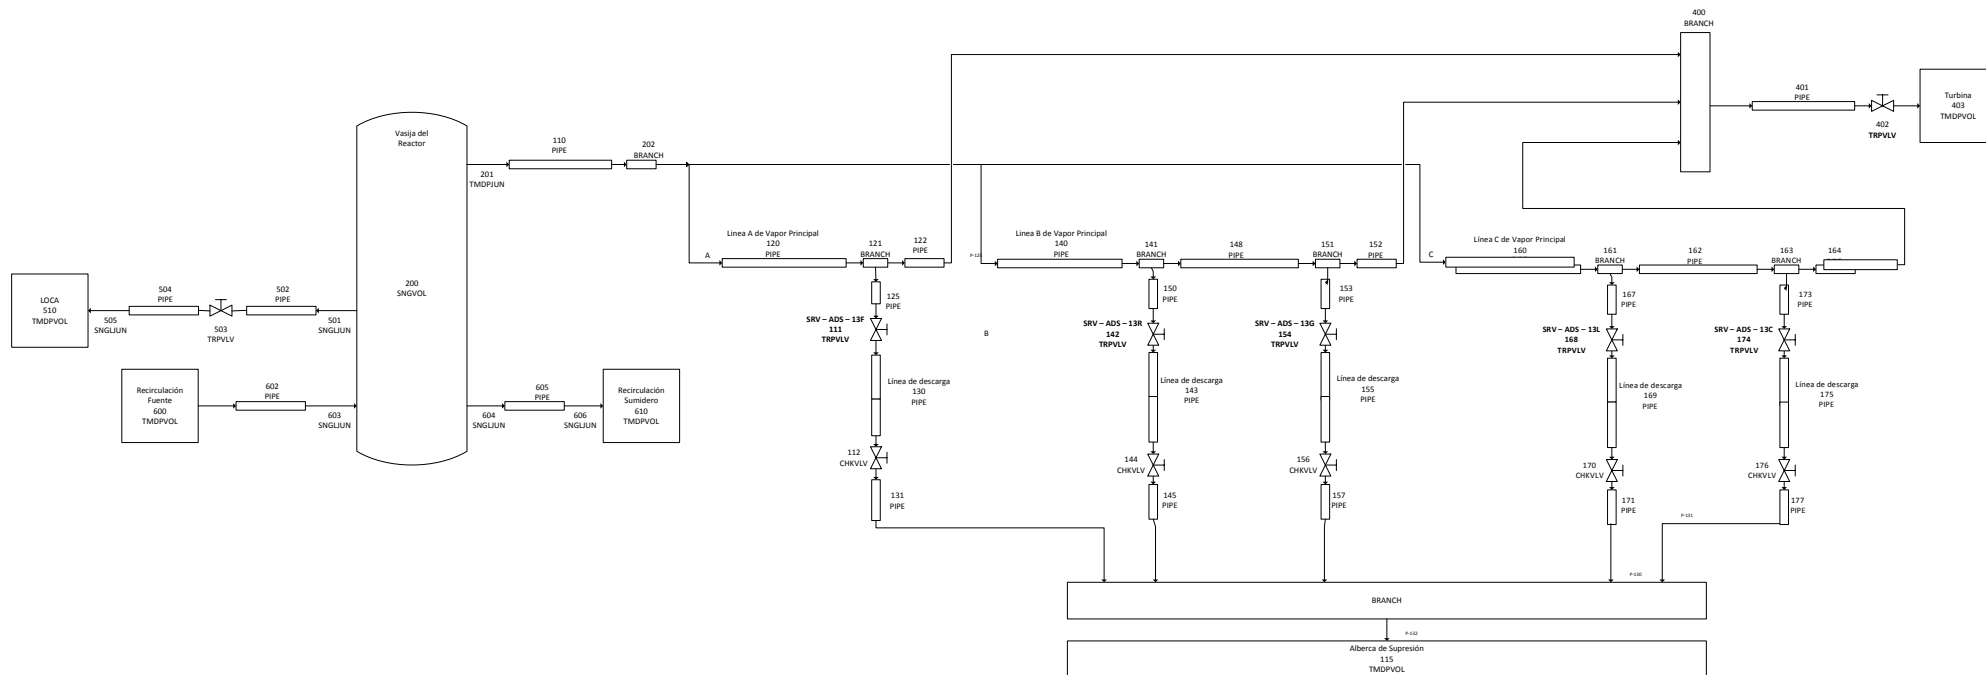 400
BRANCH
401
PIPE
402
TRPVLV
Turbina
403
TMDPVOL
Vasija del
Reactor
200
SNGVOL
201
TMDPJUN
110
PIPE
202
BRANCH
LOCA
510
TMDPVOL
505
SNGLJUN
504
PIPE
503
TRPVLV
502
PIPE
501
SNGLJUN
Recirculación
Fuente
600
TMDPVOL
602
PIPE
603
SNGLJUN
604
SNGLJUN
605
PIPE
606
SNGLJUN
Recirculación
Sumidero
610
TMDPVOL
A
Linea A de Vapor Principal
120
PIPE
121
BRANCH
122
PIPE
125
PIPE
SRV – ADS – 13F
111
TRPVLV
Línea de descarga
130
PIPE
112
CHKVLV
131
PIPE
B
Linea B de Vapor Principal
140
PIPE
141
BRANCH
148
PIPE
151
BRANCH
152
PIPE
150
PIPE
SRV – ADS – 13R
142
TRPVLV
Línea de descarga
143
PIPE
144
CHKVLV
145
PIPE
153
PIPE
SRV – ADS – 13G
154
TRPVLV
Línea de descarga
155
PIPE
156
CHKVLV
157
PIPE
C
Línea C de Vapor Principal
160
161
BRANCH
162
PIPE
163
BRANCH
164
167
PIPE
SRV – ADS – 13L
168
TRPVLV
Línea de descarga
169
PIPE
170
CHKVLV
171
PIPE
173
PIPE
SRV – ADS – 13C
174
TRPVLV
Línea de descarga
175
PIPE
176
CHKVLV
177
PIPE
P-131
P-130
BRANCH
P-132
Alberca de Supresión
115
TMDPVOL